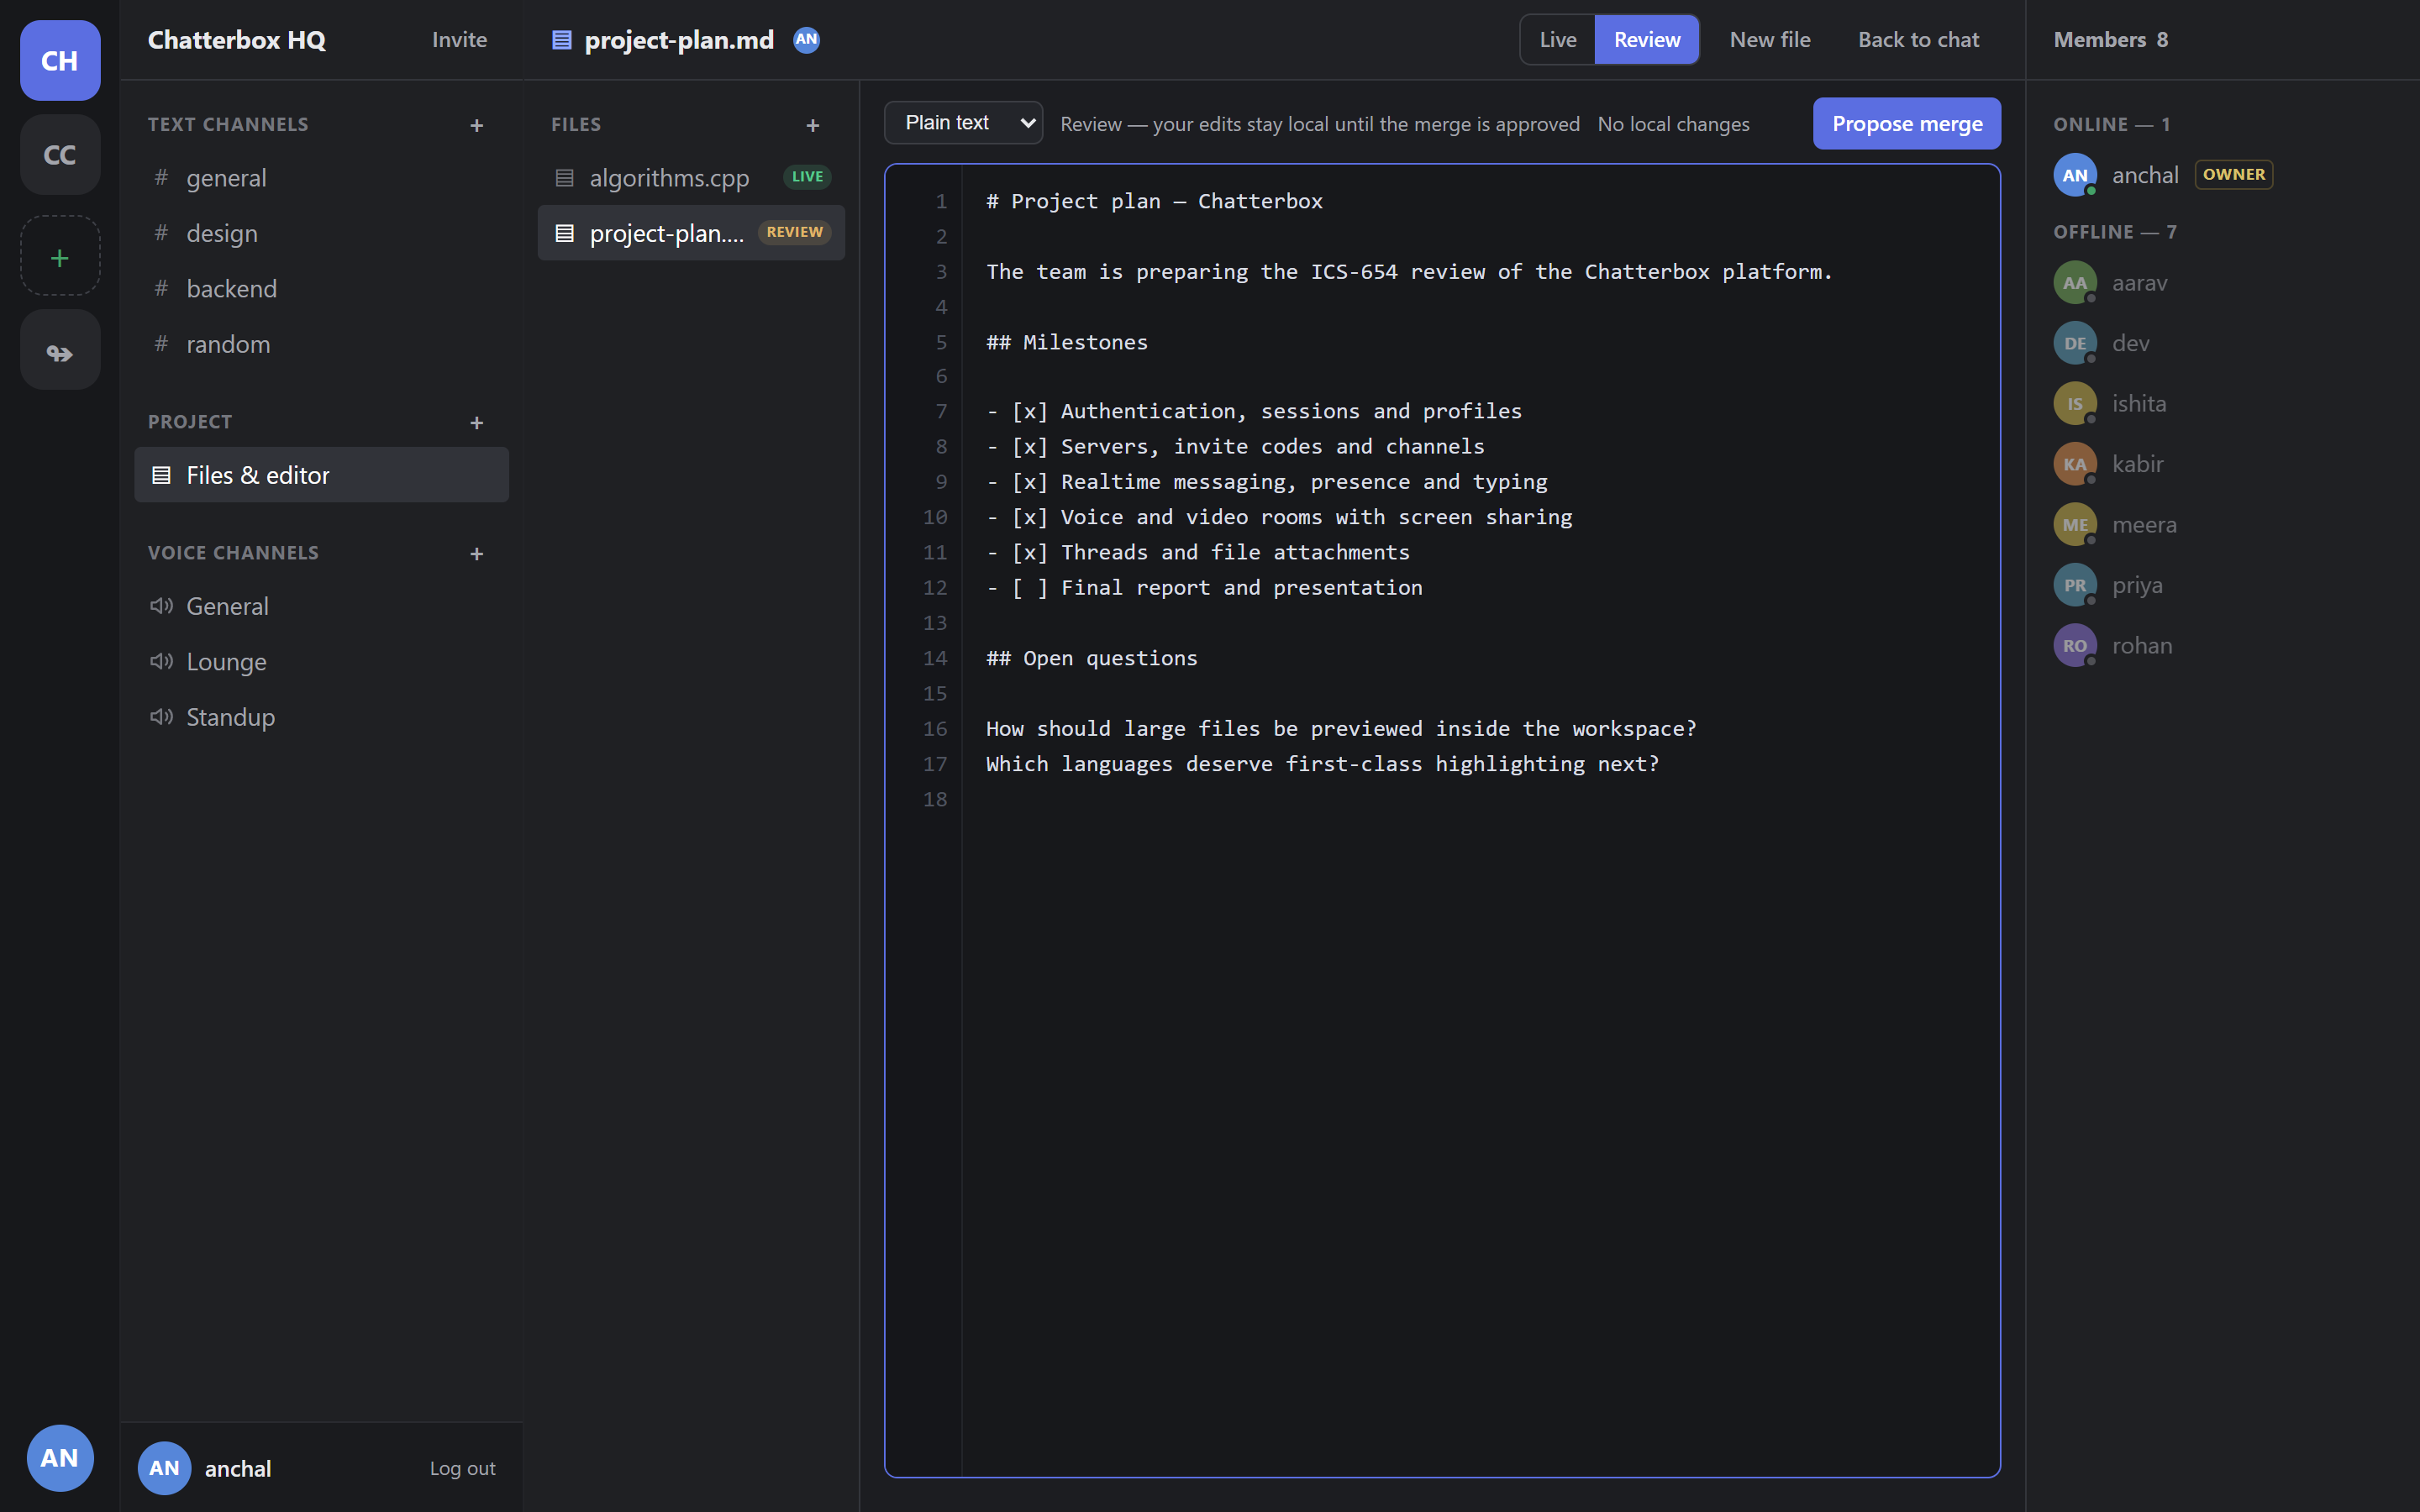 CH
CC
+
AN
Chatterbox HQ
Invite
TEXT CHANNELS +
# general
# design
# backend
# random
PROJECT +
Files & editor
VOICE CHANNELS +
General
Lounge
Standup
AN anchal Log out
project-plan.md AN
Live Review New file Back to chat
FILES +
algorithms.cpp LIVE
project-plan.... REVIEW
Plain text Review — your edits stay local until the merge is approved No local changes Propose merge
1 # Project plan — Chatterbox
2
3 The team is preparing the ICS-654 review of the Chatterbox platform.
4
5 ## Milestones
6
7 - [x] Authentication, sessions and profiles
8 - [x] Servers, invite codes and channels
9 - [x] Realtime messaging, presence and typing
10 - [x] Voice and video rooms with screen sharing
11 - [x] Threads and file attachments
12 - [ ] Final report and presentation
13
14 ## Open questions
15
16 How should large files be previewed inside the workspace?
17 Which languages deserve first-class highlighting next?
18
Members 8
ONLINE — 1
AN anchal OWNER
OFFLINE — 7
AA aarav
DE dev
IS ishita
KA kabir
ME meera
PR priya
RO rohan